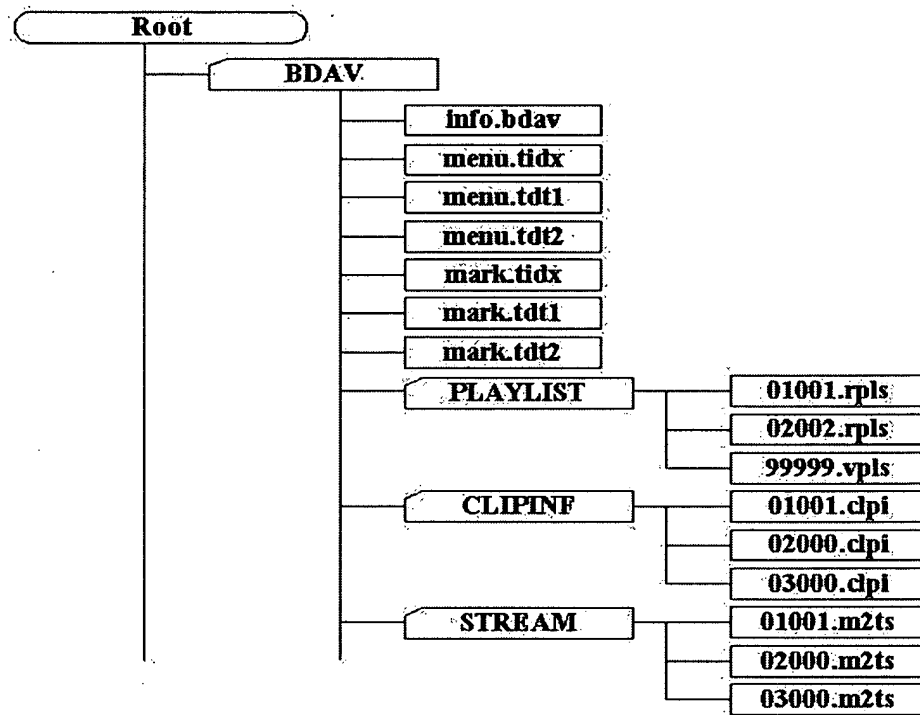 Root
BDAV
info.bdav
menu.tidx
menu.tdt1
menu.tdt2
mark.tidx
mark.tdt1
mark.tdt2
PLAYLIST
01001.rpls
02002.rpls
99999.vpls
CLIPINF
01001.clpi
02000.clpi
03000.clpi
STREAM
01001.m2ts
02000.m2ts
03000.m2ts